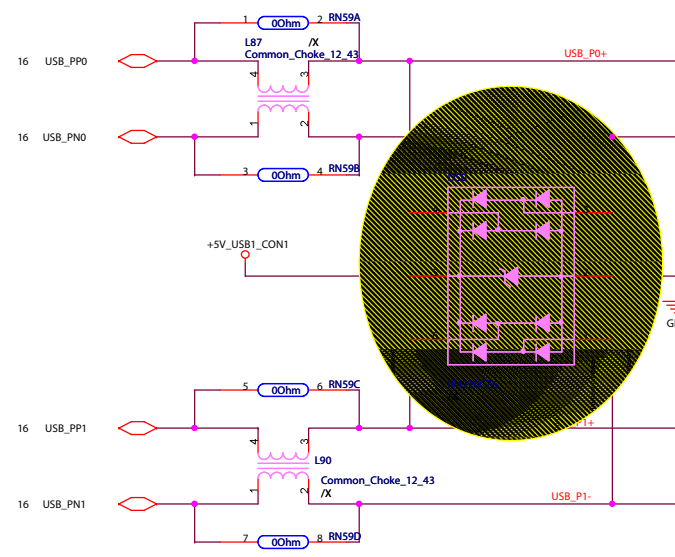 1 0Ohm 2 RN59A
L87 /X
Common_Choke_12_43
16 USB_PP0 4 3 USB_P0+
1 2
16 USB_PN0
3 0Ohm 4 RN59B
+5V_USB1_CON1
5 0Ohm 6 RN59C
16 USB_PP1 4 3
L90
Common_Choke_12_43
1 2 /X
16 USB_PN1 USB_P1-
7 0Ohm 8 RN59D